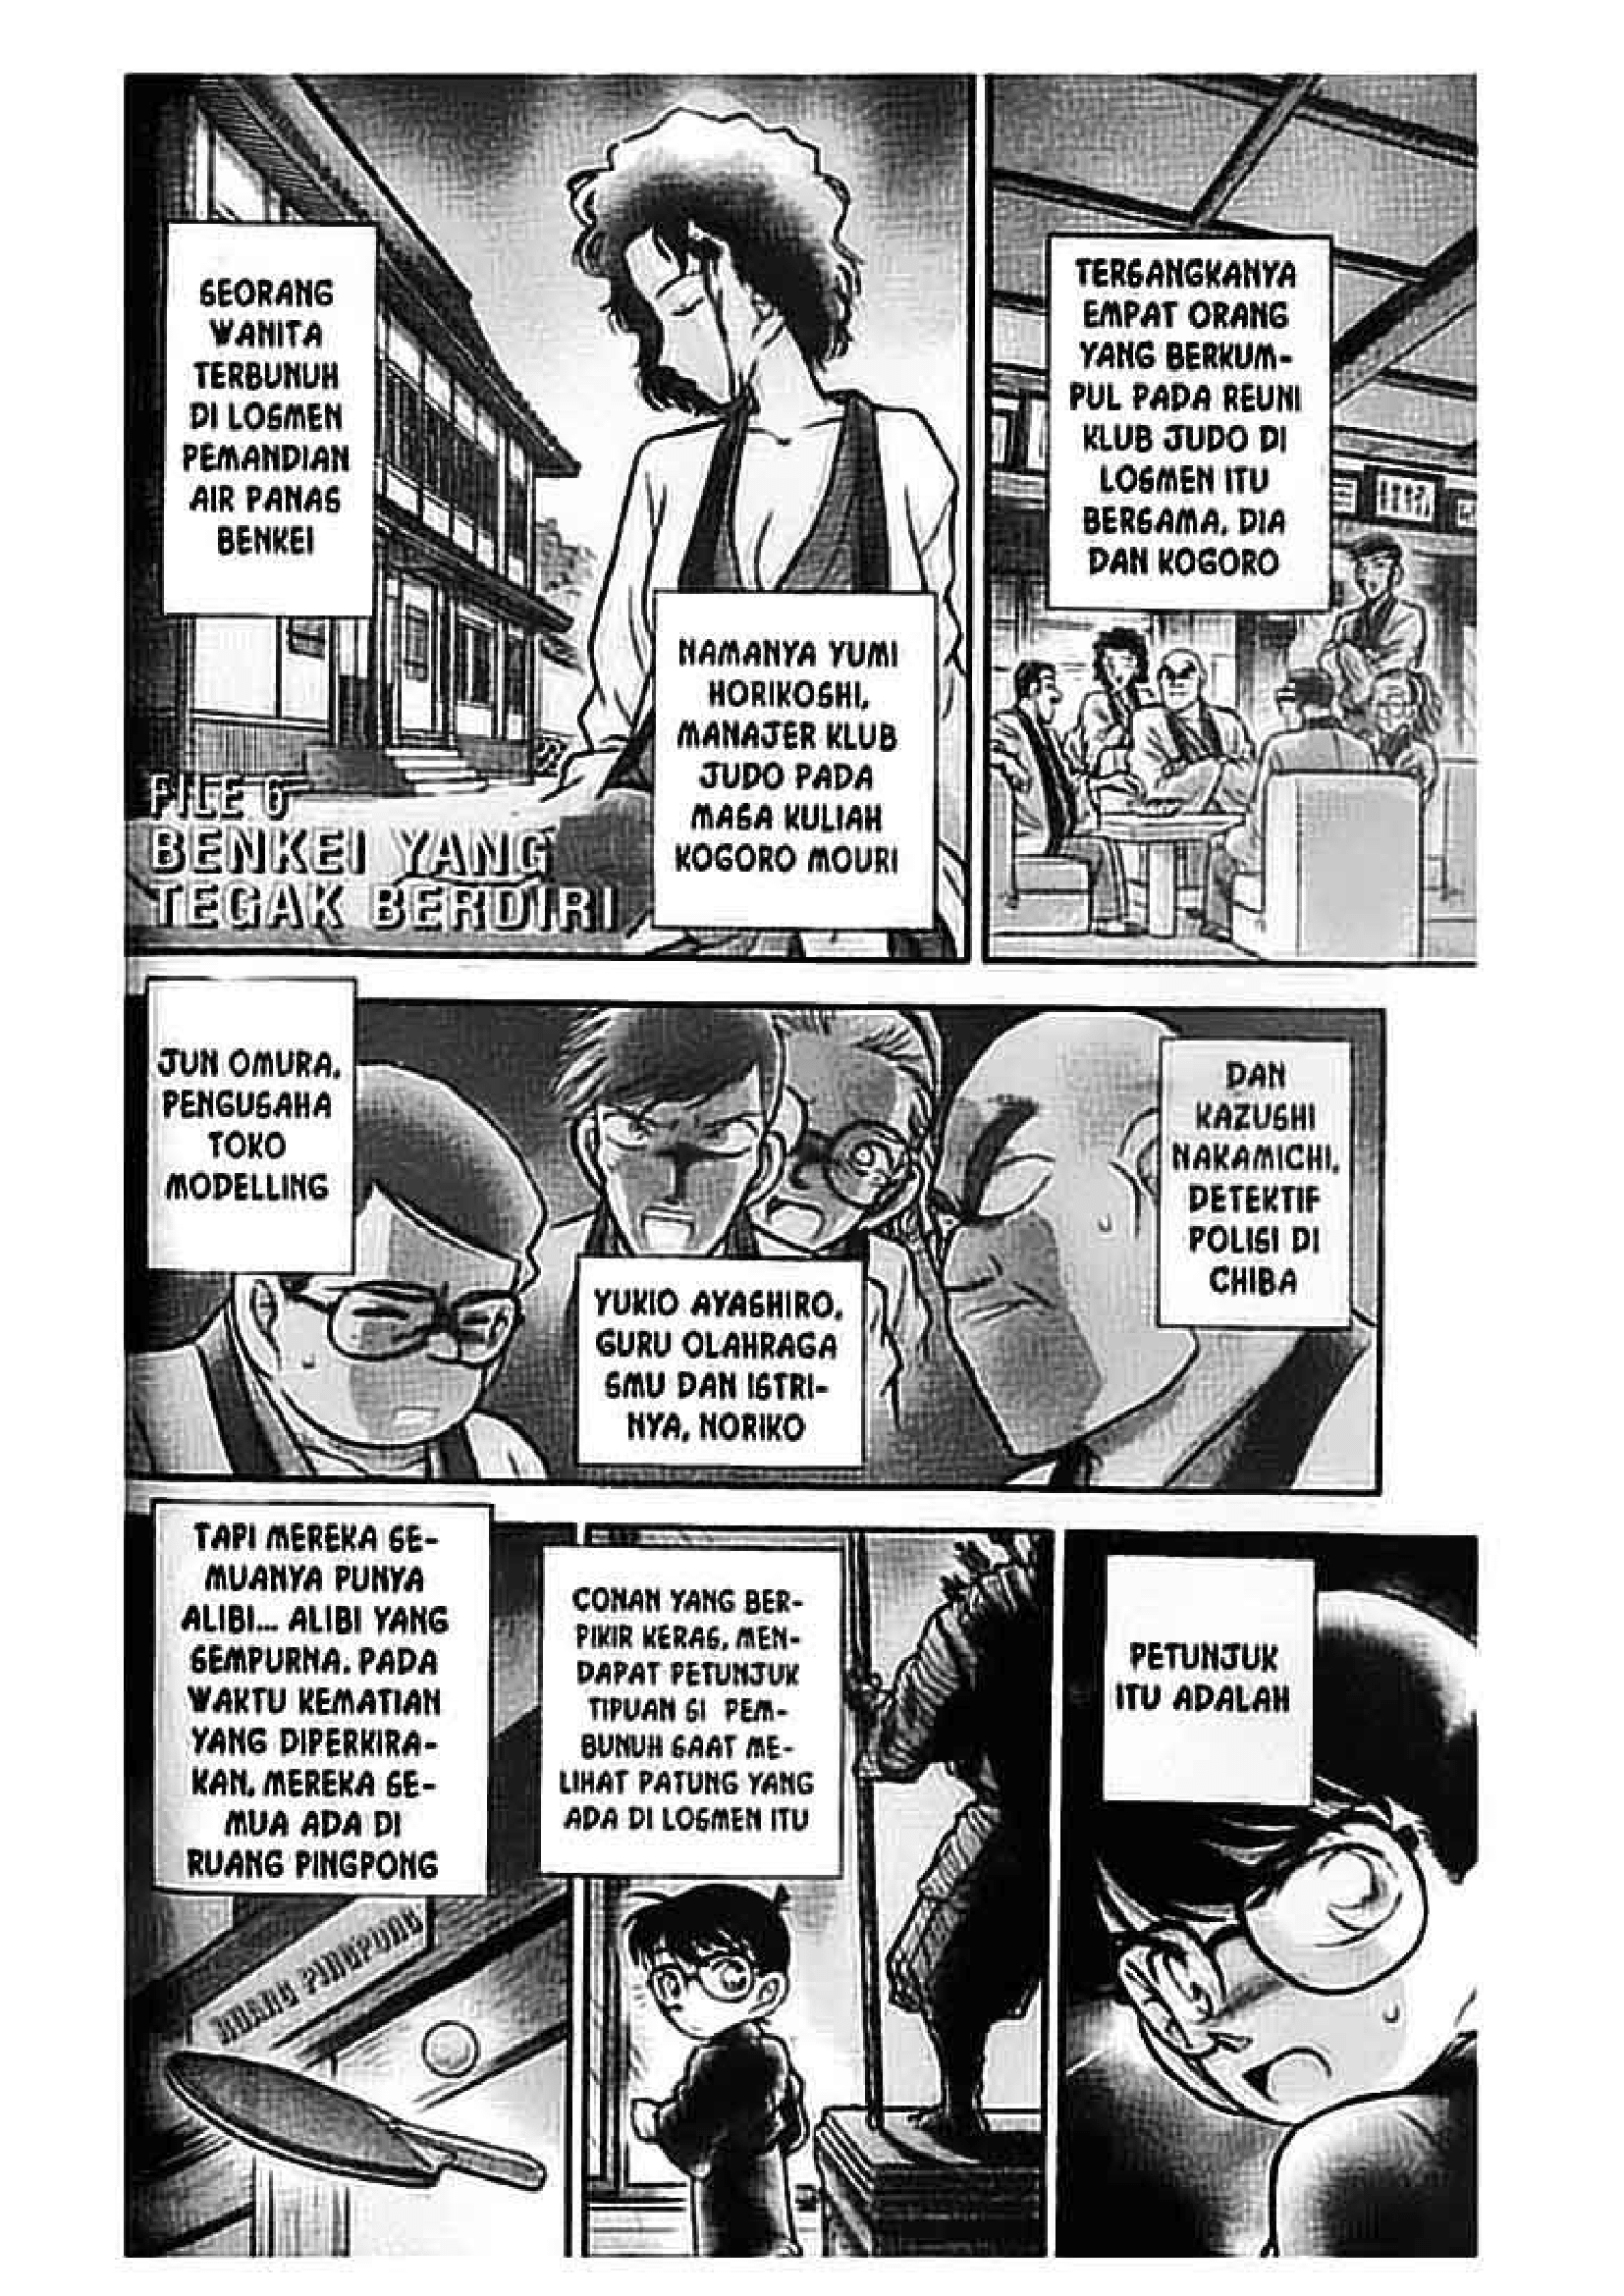 SEORANG
WANITA
TERBUNUH
DI LOSMEN
PEMANDIAN
AIR PANAS
BENKEI
NAMANYA YUMI
HORIKOSHI,
MANAJER KLUB
JUDO PADA
MASA KULIAH
KOGORO MOURI
FILE 6
BENKEI YANG
TEGAK BERDIRI
TERSANGKANYA
EMPAT ORANG
YANG BERKUM-
PUL PADA REUNI
KLUB JUDO DI
LOSMEN ITU
BERSAMA, DIA
DAN KOGORO
JUN OMURA,
PENGUSAHA
TOKO
MODELLING
YUKIO AYASHIRO,
GURU OLAHRAGA
SMU DAN ISTRI-
NYA, NORIKO
DAN
KAZUSHI
NAKAMICHI,
DETEKTIF
POLISI DI
CHIBA
TAPI MEREKA SE-
MUANYA PUNYA
ALIBI... ALIBI YANG
SEMPURNA. PADA
WAKTU KEMATIAN
YANG DIPERKIRA-
KAN, MEREKA SE-
MUA ADA DI
RUANG PINGPONG
RUANG PINGPONG
CONAN YANG BER-
PIKIR KERAS, MEN-
DAPAT PETUNJUK
TIPUAN SI PEM-
BUNUH SAAT ME-
LIHAT PATUNG YANG
ADA DI LOSMEN ITU
PETUNJUK
ITU ADALAH